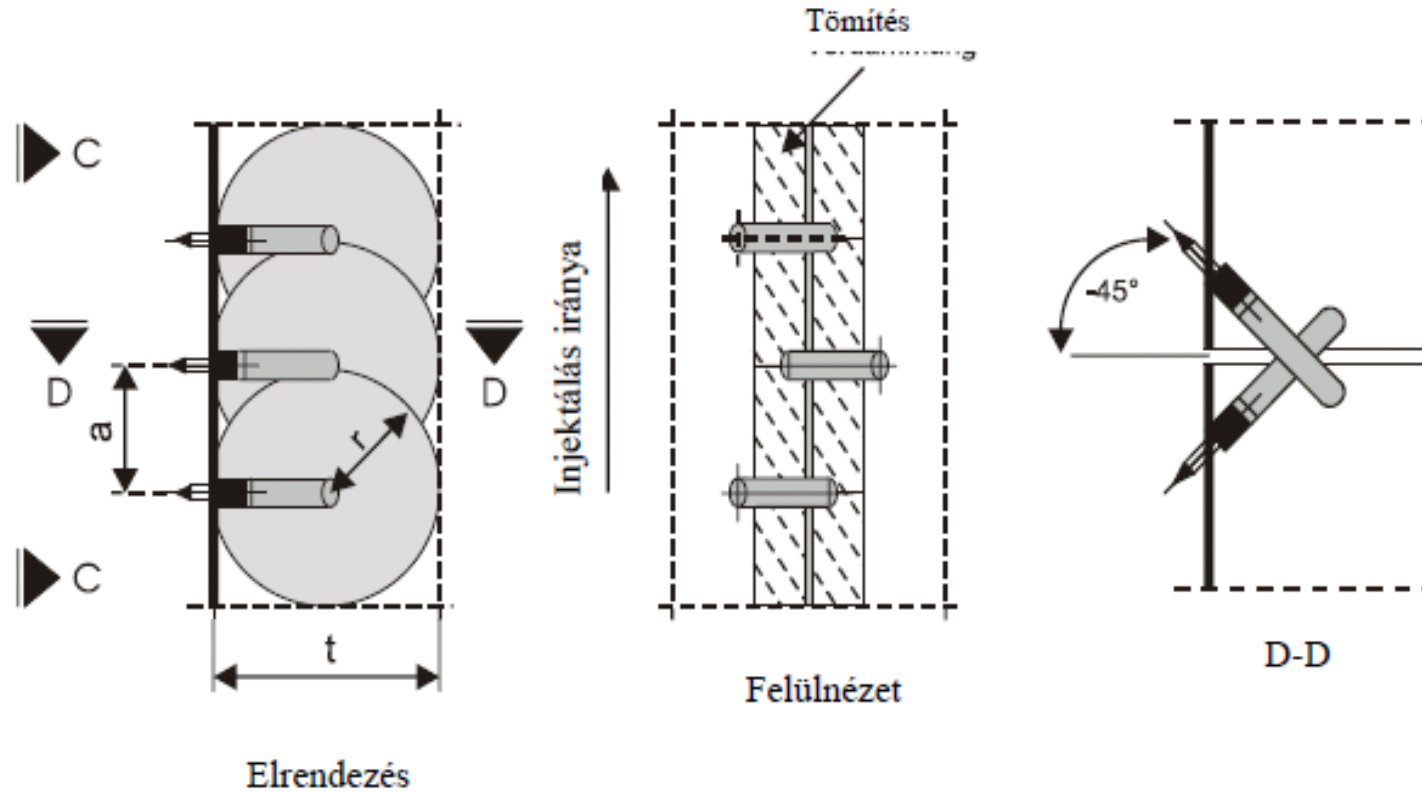 Tömítés
C
D
a
r
D
C
t
Elrendezés
Injektálás iránya
Felülnézet
-45°
D-D